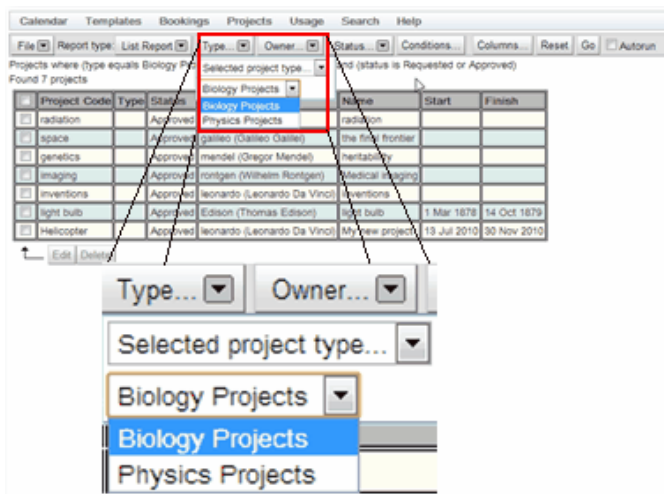 Calendar Templates Bookings Projects Usage Search Help
File Report type: List Report Type... Owner... Status... Conditions... Columns... Reset Go Autorun
Projects where (type equals Biology Pr and (status is Requested or Approved)
Selected project type...
Found 7 projects
Biology Projects
Biology Projects
Physics Projects
Project Code Type Status Name Start Finish
radiation Approved radiation
space Approved galileo (Galileo Galilei) the final frontier
genetics Approved mendel (Gregor Mendel) heritability
imaging Approved rontgen (Wilhelm Rontgen) Medical imaging
inventions Approved leonardo (Leonardo Da Vinci) inventions
light bulb Approved Edison (Thomas Edison) light bulb 1 Mar 1878 14 Oct 1879
Helicopter Approved leonardo (Leonardo Da Vinci) My new project 13 Jul 2010 30 Nov 2010
Edit Delete
Type... Owner...
Selected project type...
Biology Projects
Biology Projects
Physics Projects